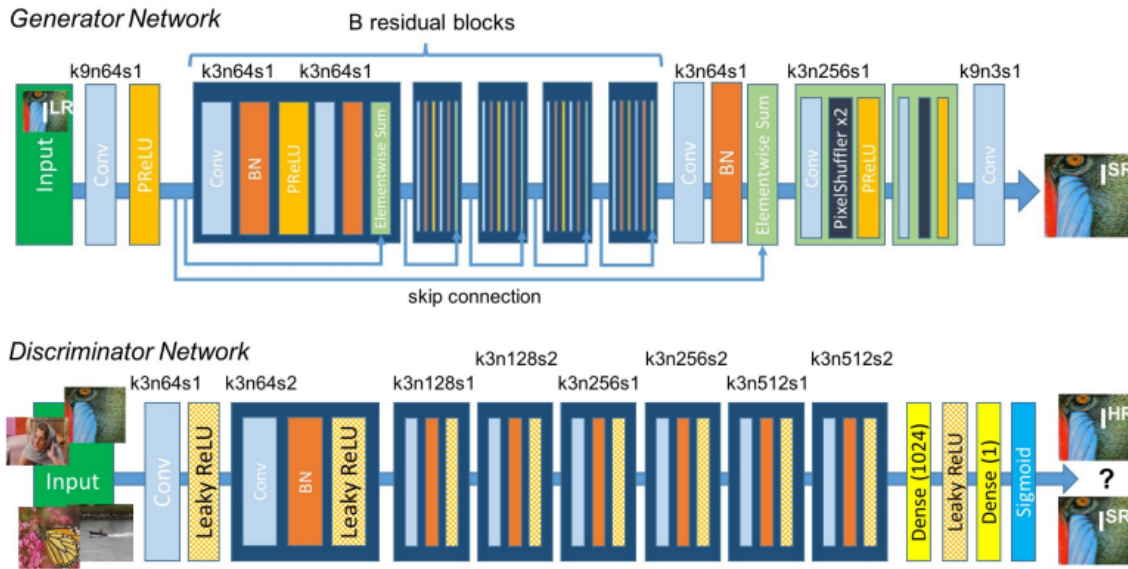 Generator Network
B residual blocks
k9n64s1
k3n64s1 k3n64s1
k3n64s1
k3n256s1
k9n3s1
I LR
Input
Conv
PReLU
Conv
BN
PReLU
Elementwise Sum
Conv
BN
Elementwise Sum
Conv
PixelShuffler x2
PReLU
Conv
I SR
skip connection
Discriminator Network
k3n64s1
k3n64s2
k3n128s1
k3n128s2
k3n256s1
k3n256s2
k3n512s1
k3n512s2
Input
Conv
Leaky ReLU
Conv
BN
Leaky ReLU
Dense (1024)
Leaky ReLU
Dense (1)
Sigmoid
I HR
?
I SR